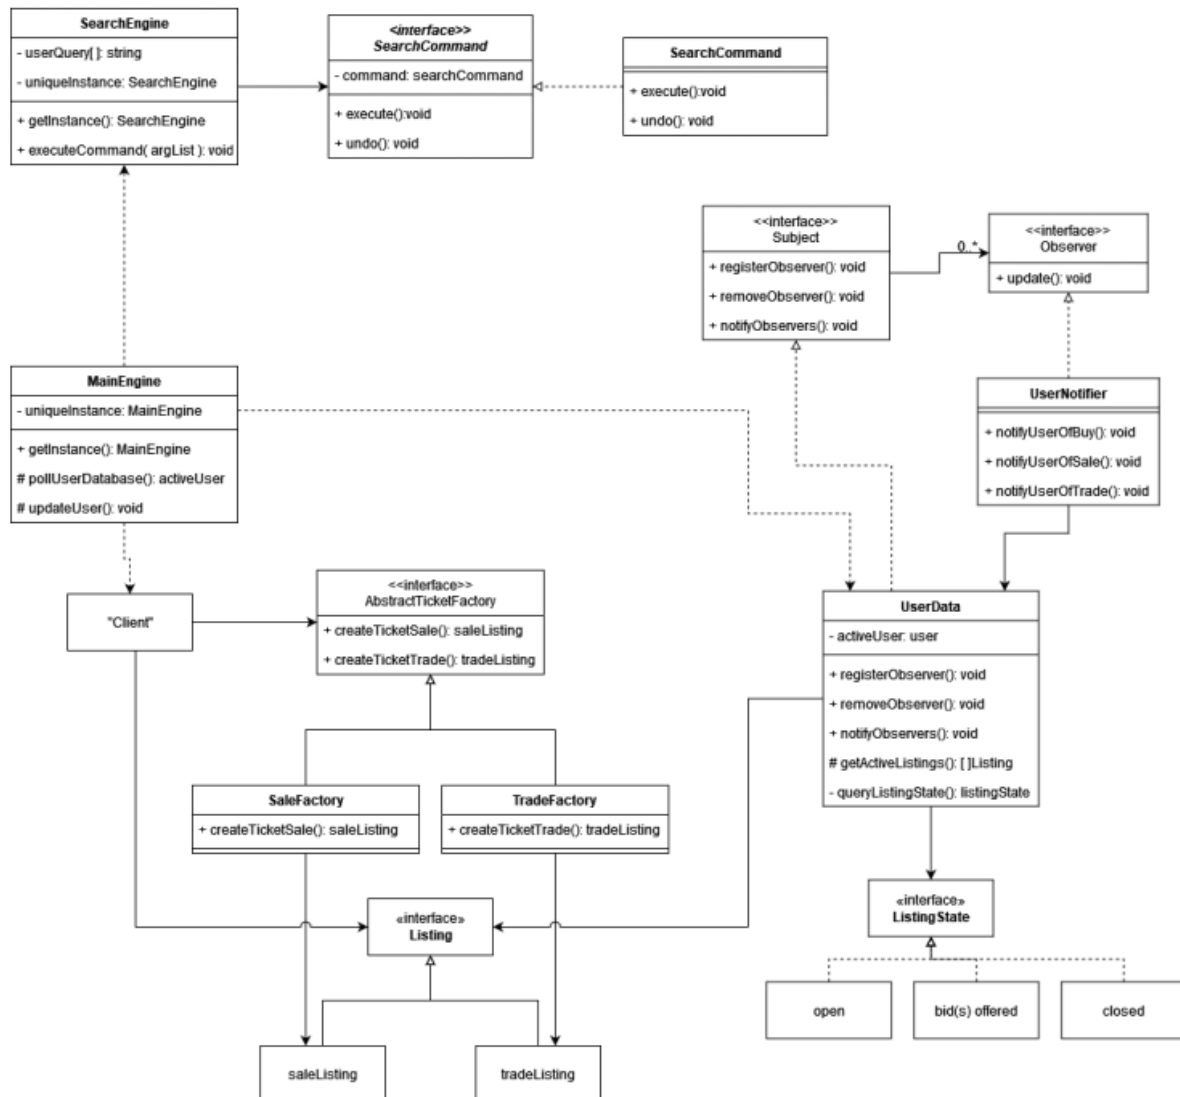 SearchEngine
- userQuery[ ]: string
- uniqueInstance: SearchEngine
+ getInstance(): SearchEngine
+ executeCommand( argList ): void
<interface>>
SearchCommand
- command: searchCommand
+ execute():void
+ undo(): void
SearchCommand
+ execute():void
+ undo(): void
<<interface>>
Subject
+ registerObserver(): void
+ removeObserver(): void
+ notifyObservers(): void
0..*
<<interface>>
Observer
+ update(): void
MainEngine
- uniqueInstance: MainEngine
+ getInstance(): MainEngine
# pollUserDatabase(): activeUser
# updateUser(): void
UserNotifier
+ notifyUserOfBuy(): void
+ notifyUserOfSale(): void
+ notifyUserOfTrade(): void
"Client"
<<interface>>
AbstractTicketFactory
+ createTicketSale(): saleListing
+ createTicketTrade(): tradeListing
UserData
- activeUser: user
+ registerObserver(): void
+ removeObserver(): void
+ notifyObservers(): void
# getActiveListings(): [ ]Listing
- queryListingState(): listingState
SaleFactory
+ createTicketSale(): saleListing
TradeFactory
+ createTicketTrade(): tradeListing
«interface»
Listing
«interface»
ListingState
open
bid(s) offered
closed
saleListing
tradeListing